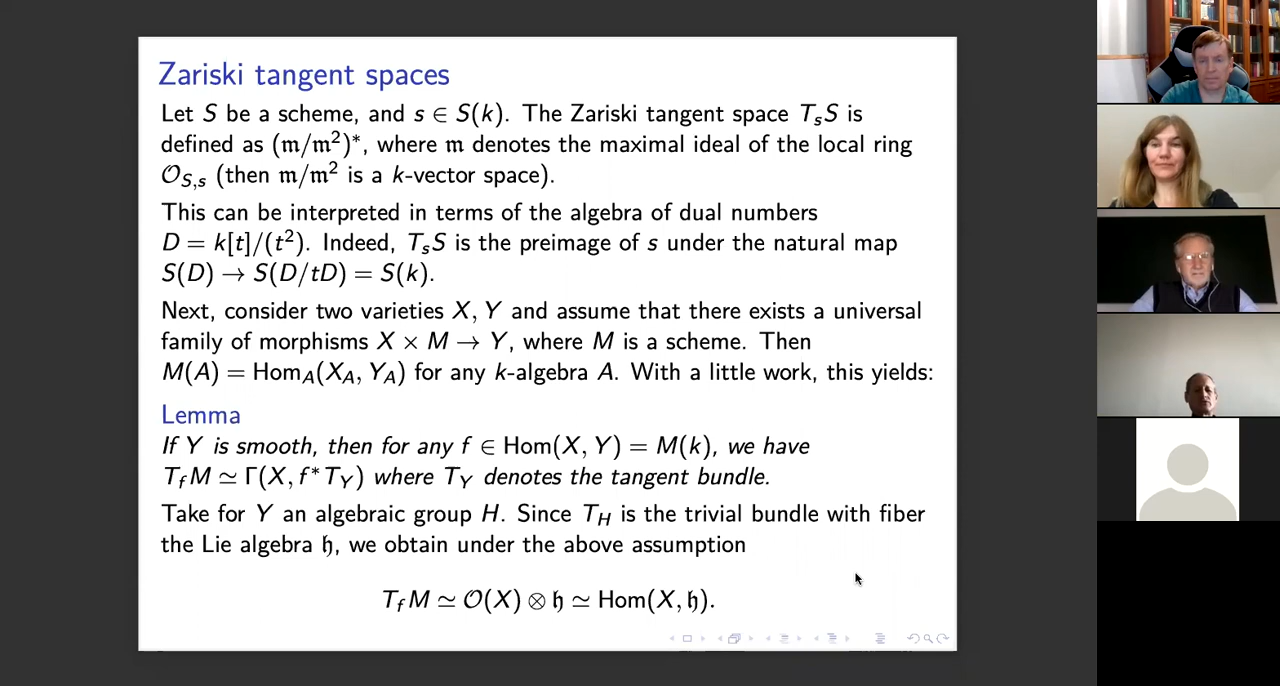 Zariski tangent spaces
Let S be a scheme, and s ∈ S(k). The Zariski tangent space TₛS is
defined as (𝔪/𝔪²)*, where 𝔪 denotes the maximal ideal of the local ring
𝒪_{S,s} (then 𝔪/𝔪² is a k-vector space).
This can be interpreted in terms of the algebra of dual numbers
D = k[t]/(t²). Indeed, TₛS is the preimage of s under the natural map
S(D) → S(D/tD) = S(k).
Next, consider two varieties X, Y and assume that there exists a universal
family of morphisms X × M → Y, where M is a scheme. Then
M(A) = Hom_A(X_A, Y_A) for any k-algebra A. With a little work, this yields:
Lemma
If Y is smooth, then for any f ∈ Hom(X, Y) = M(k), we have
T_f M ≃ Γ(X, f*T_Y) where T_Y denotes the tangent bundle.
Take for Y an algebraic group H. Since T_H is the trivial bundle with fiber
the Lie algebra 𝔥, we obtain under the above assumption
T_f M ≃ 𝒪(X) ⊗ 𝔥 ≃ Hom(X, 𝔥).